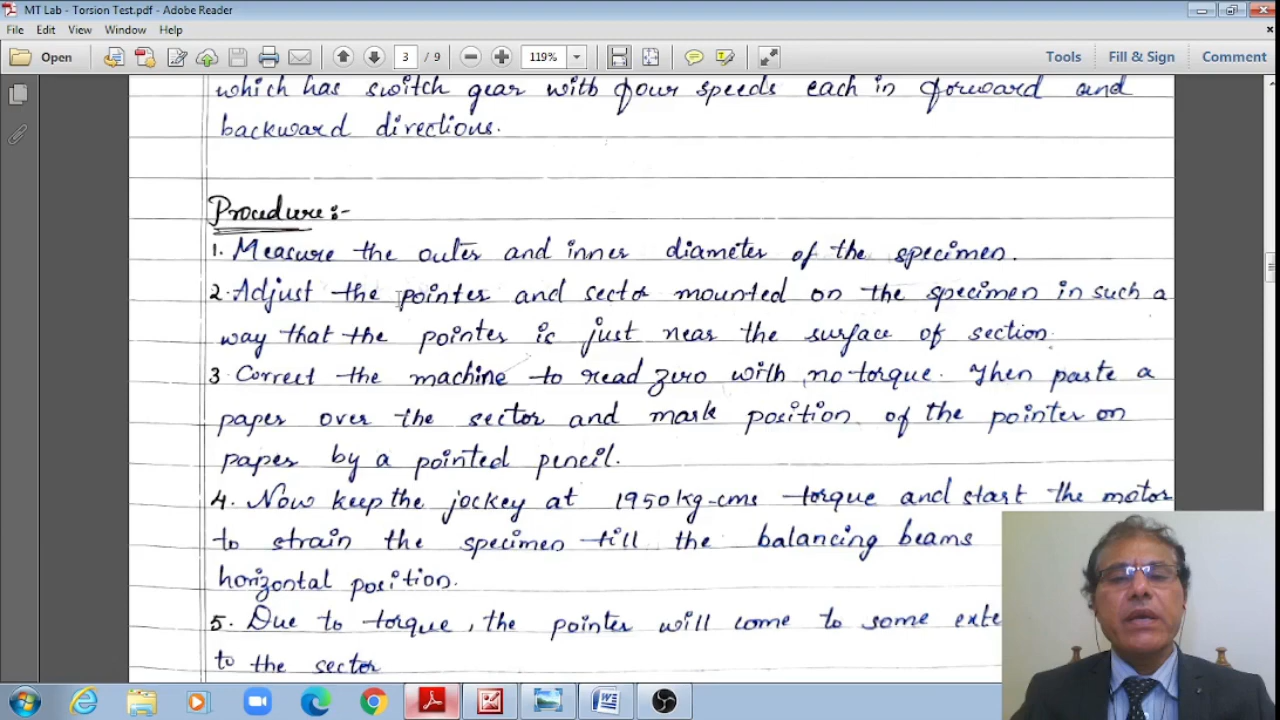 MT Lab - Torsion Test.pdf - Adobe Reader
File Edit View Window Help
Open 3 / 9 119% Tools Fill & Sign Comment
which has switch gear with four speeds each in forward and
backward directions.
Procedure:-
1. Measure the outer and inner diameter of the specimen.
2. Adjust the pointer and sector mounted on the specimen in such a
way that the pointer is just near the surface of section.
3 Correct the machine to read zero with no torque. Then paste a
paper over the sector and mark position of the pointer on
paper by a pointed pencil.
4. Now keep the jockey at 1950 kg-cms torque and start the motor
to strain the specimen till the balancing beams
horizontal position.
5. Due to torque, the pointer will come to some exte
to the sector